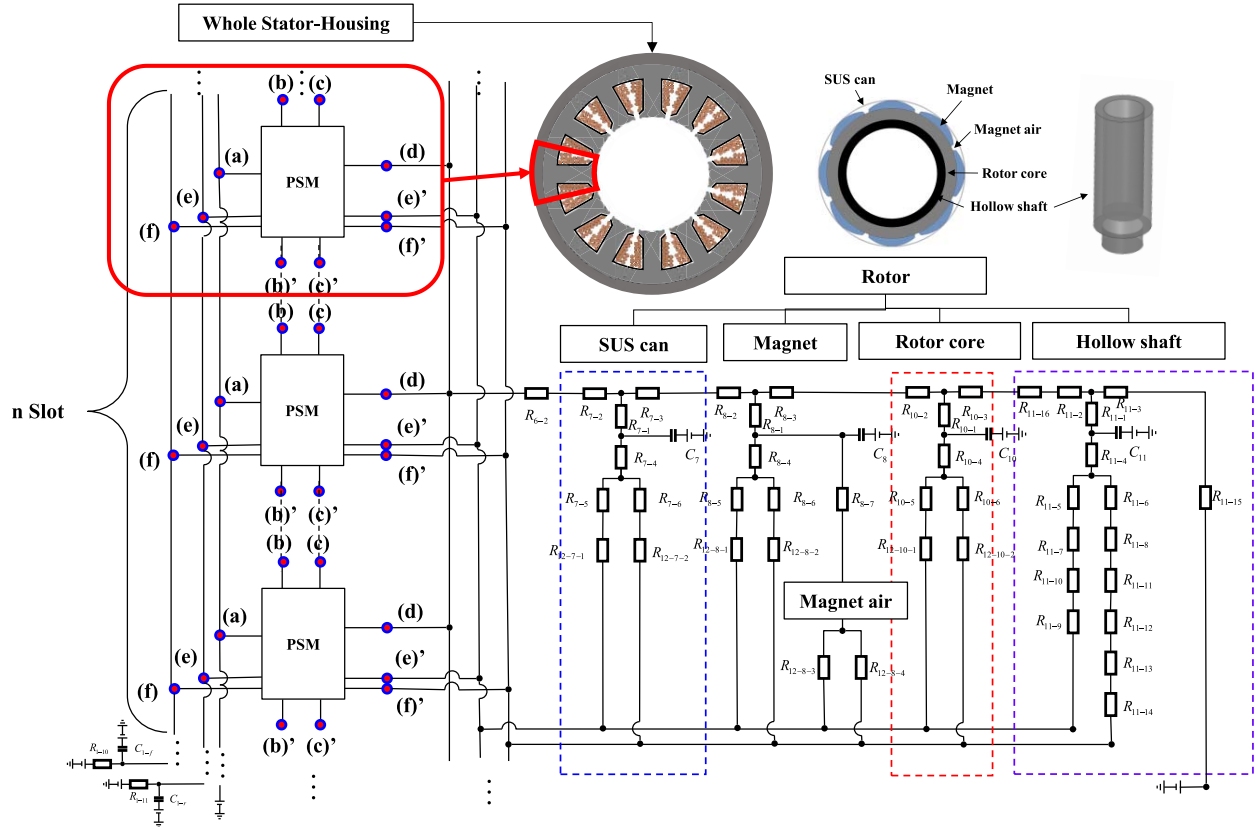 Whole Stator-Housing
(b) (c)
(a)
PSM
(d)
(e)
(e)’
(f)
(f)’
(b)’ (c)’
(b) (c)
(a)
PSM
(d)
(e)
(e)’
(f)
(f)’
(b)’ (c)’
(b) (c)
(a)
PSM
(d)
(e)
(e)’
(f)
(f)’
(b)’ (c)’
n Slot
C1-f
SUS can
Magnet
Magnet air
Rotor core
Hollow shaft
Rotor
SUS can
Magnet
Rotor core
Hollow shaft
R6-2
R7-2
R7-3
R7-1
C7
R7-4
R7-5
R7-6
R12-7-1
R12-7-2
R8-2
R8-3
R8-1
C8
R8-4
R8-5
R8-6
R8-7
R12-8-1
R12-8-2
Magnet air
R12-8-3
R12-8-4
R10-2
R10-3
R10-1
C10
R10-4
R10-5
R10-6
R12-10-1
R12-10-2
R11-16
R11-2
R11-3
R11-1
C11
R11-4
R11-5
R11-6
R11-7
R11-8
R11-10
R11-11
R11-9
R11-12
R11-13
R11-14
R11-15